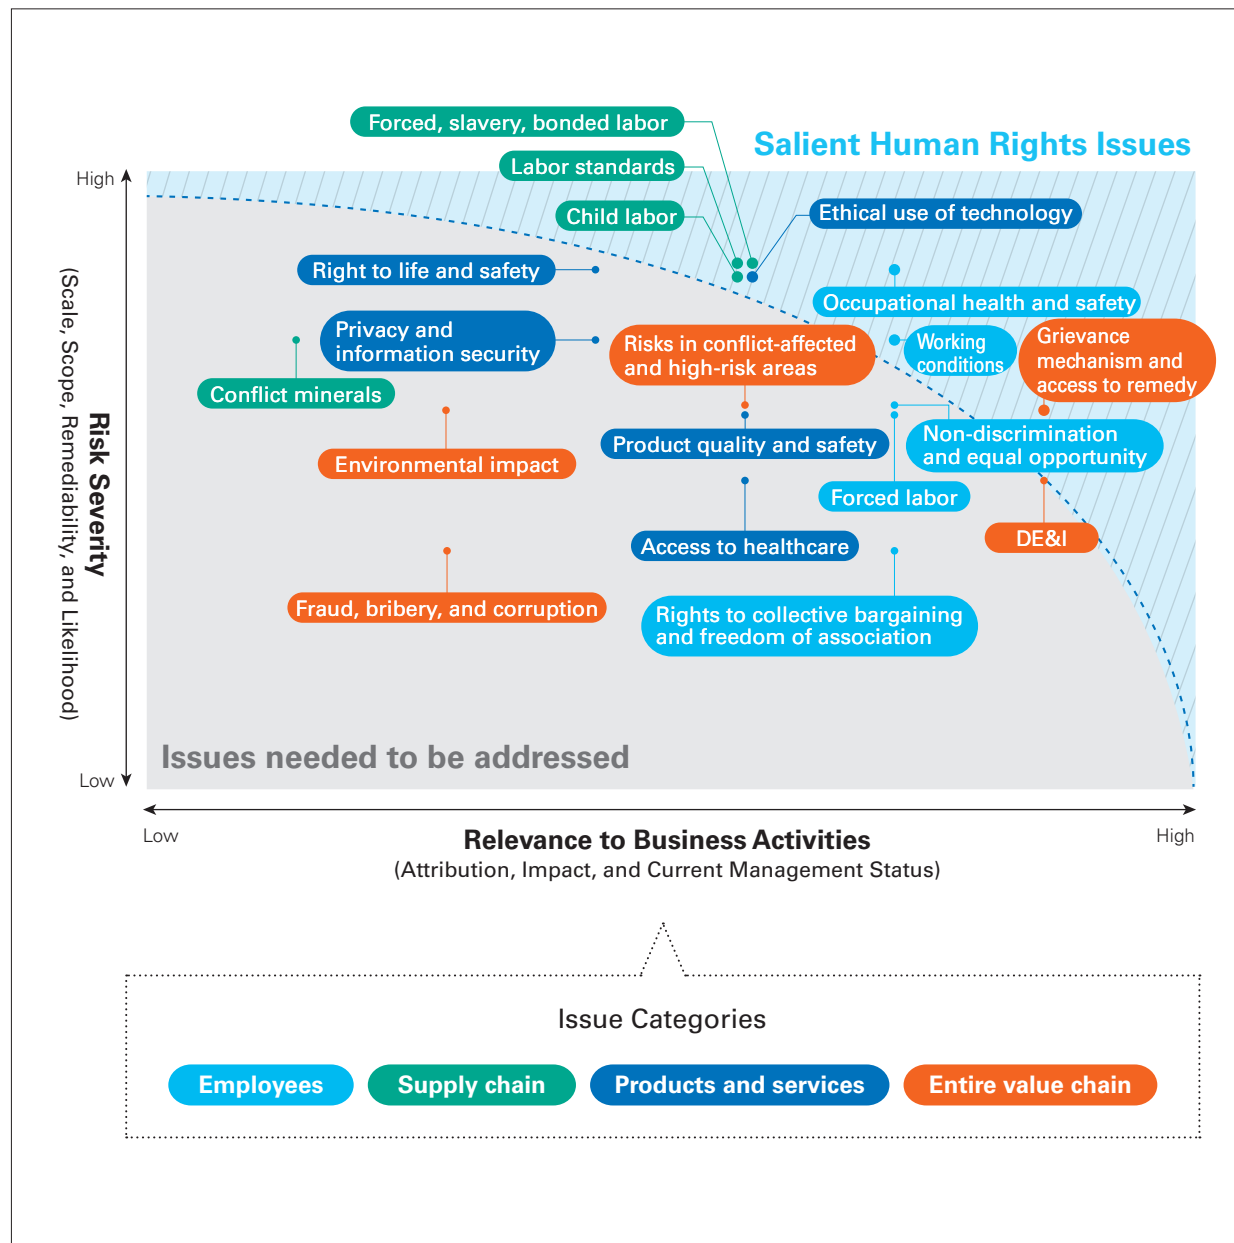 Forced, slavery, bonded labor
Salient Human Rights Issues
Labor standards
High
Child labor
Ethical use of technology
Right to life and safety
Occupational health and safety
Privacy and
information security
Risks in conflict-affected
and high-risk areas
Working
conditions
Grievance
mechanism and
access to remedy
Conflict minerals
Non-discrimination
and equal opportunity
Product quality and safety
Environmental impact
Forced labor
Access to healthcare
DE&I
Fraud, bribery, and corruption
Rights to collective bargaining
and freedom of association
Risk Severity
(Scale, Scope, Remediability, and Likelihood)
Issues needed to be addressed
Low
Low
High
Relevance to Business Activities
(Attribution, Impact, and Current Management Status)
Issue Categories
Employees
Supply chain
Products and services
Entire value chain